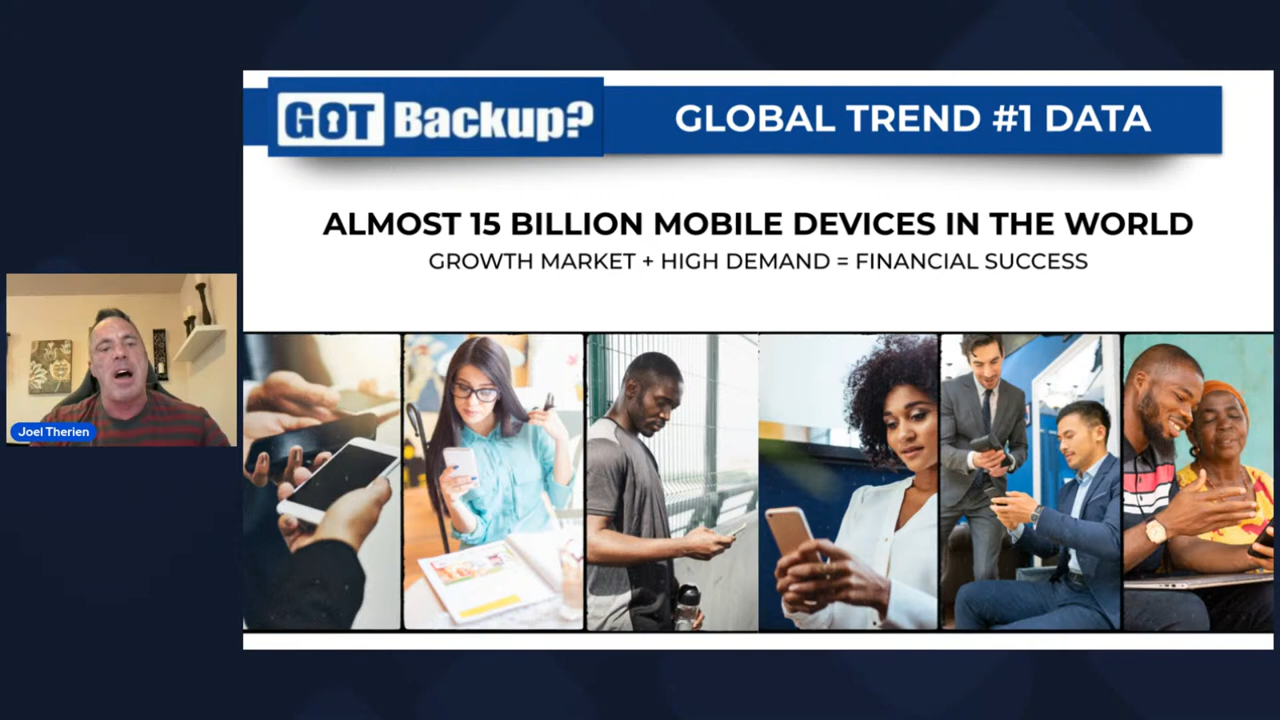 GOT Backup?
GLOBAL TREND #1 DATA
ALMOST 15 BILLION MOBILE DEVICES IN THE WORLD
GROWTH MARKET + HIGH DEMAND = FINANCIAL SUCCESS
Joel Therien